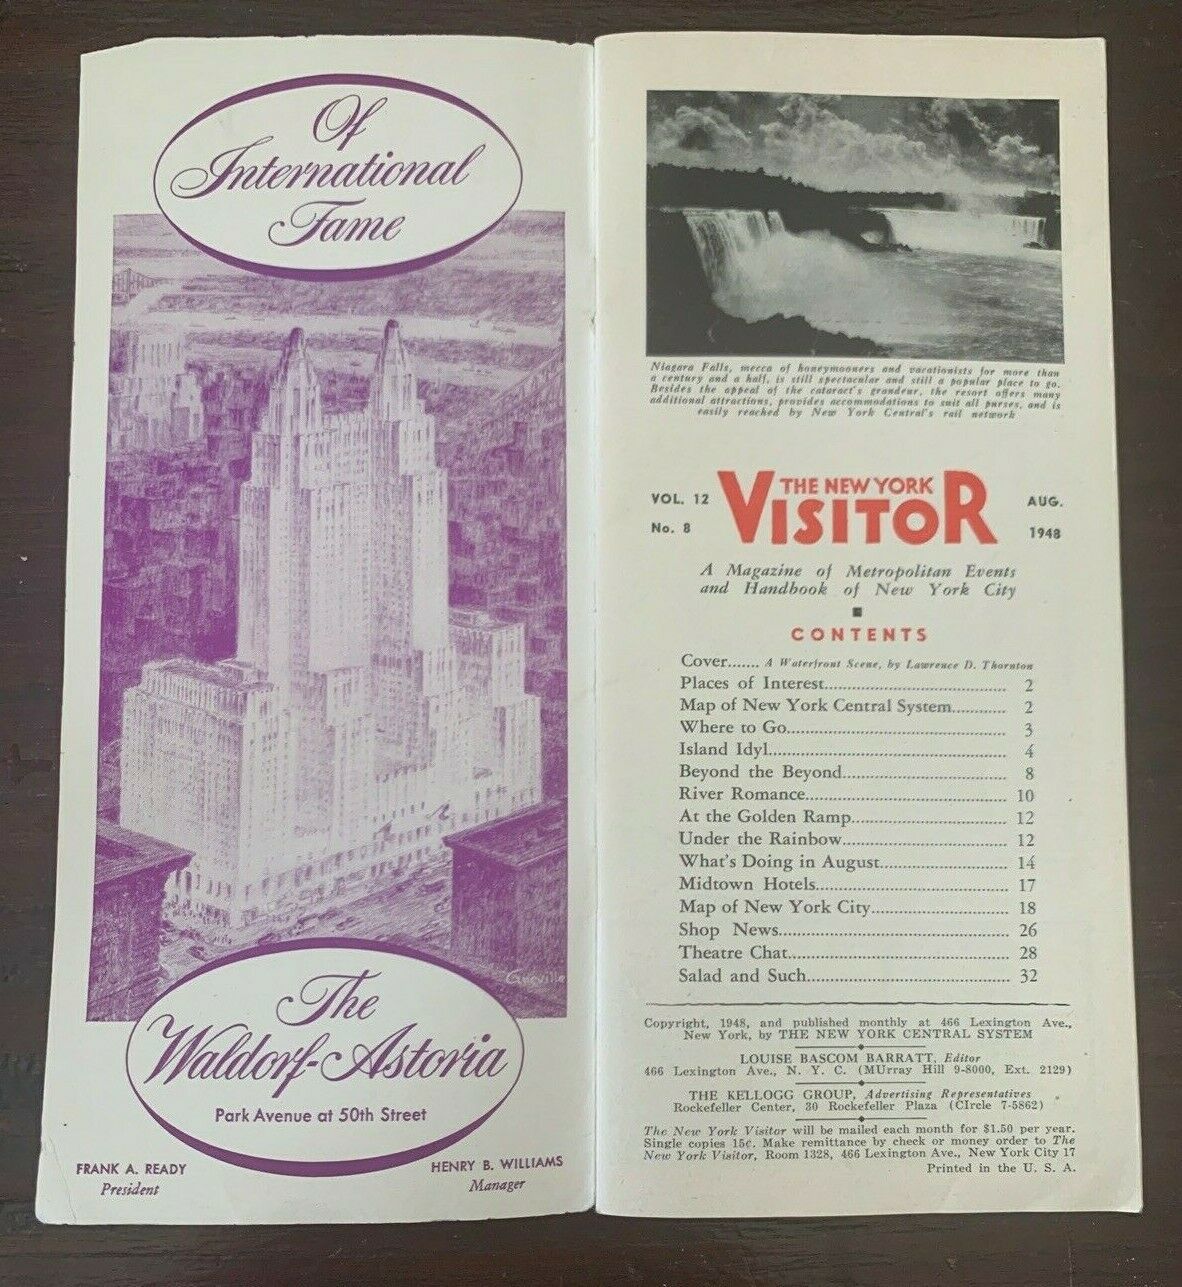 Of
International
Fame
The
Waldorf-Astoria
Park Avenue at 50th Street
FRANK A. READY
President
HENRY B. WILLIAMS
Manager
Niagara Falls, mecca of honeymooners and vacationists for more than
a century and a half, is still spectacular and still a popular place to go.
Besides the appeal of the cataract's grandeur, the resort offers many
additional attractions, provides accommodations to suit all purses, and is
easily reached by New York Central's rail network
VOL. 12
No. 8
THE NEW YORK
VISITOR
AUG.
1948
A Magazine of Metropolitan Events
and Handbook of New York City
CONTENTS
Cover....... A Waterfront Scene, by Lawrence D. Thornton
Places of Interest................................ 2
Map of New York Central System............ 2
Where to Go................................ 3
Island Idyl................................ 4
Beyond the Beyond................................ 8
River Romance................................ 10
At the Golden Ramp................................ 12
Under the Rainbow................................ 12
What's Doing in August................................ 14
Midtown Hotels................................ 17
Map of New York City................................ 18
Shop News................................ 26
Theatre Chat................................ 28
Salad and Such................................ 32
Copyright, 1948, and published monthly at 466 Lexington Ave.,
New York, by THE NEW YORK CENTRAL SYSTEM
LOUISE BASCOM BARRATT, Editor
466 Lexington Ave., N. Y. C. (MUrray Hill 9-8000, Ext. 2129)
THE KELLOGG GROUP, Advertising Representatives
Rockefeller Center, 30 Rockefeller Plaza (CIrcle 7-5862)
The New York Visitor will be mailed each month for $1.50 per year.
Single copies 15c. Make remittance by check or money order to The
New York Visitor, Room 1328, 466 Lexington Ave., New York City 17
Printed in the U. S. A.